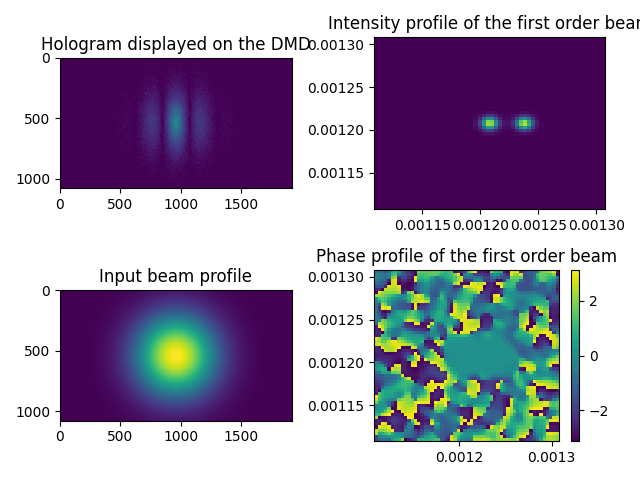 Hologram displayed on the DMD
0
500
1000
0 500 1000 1500
Intensity profile of the first order bear
0.00130
0.00125
0.00120
0.00115
0.00115 0.00120 0.00125 0.00130
Input beam profile
0
500
1000
0 500 1000 1500
Phase profile of the first order beam
0.00130
0.00125
0.00120
0.00115
0.0012 0.0013
2
0
−2